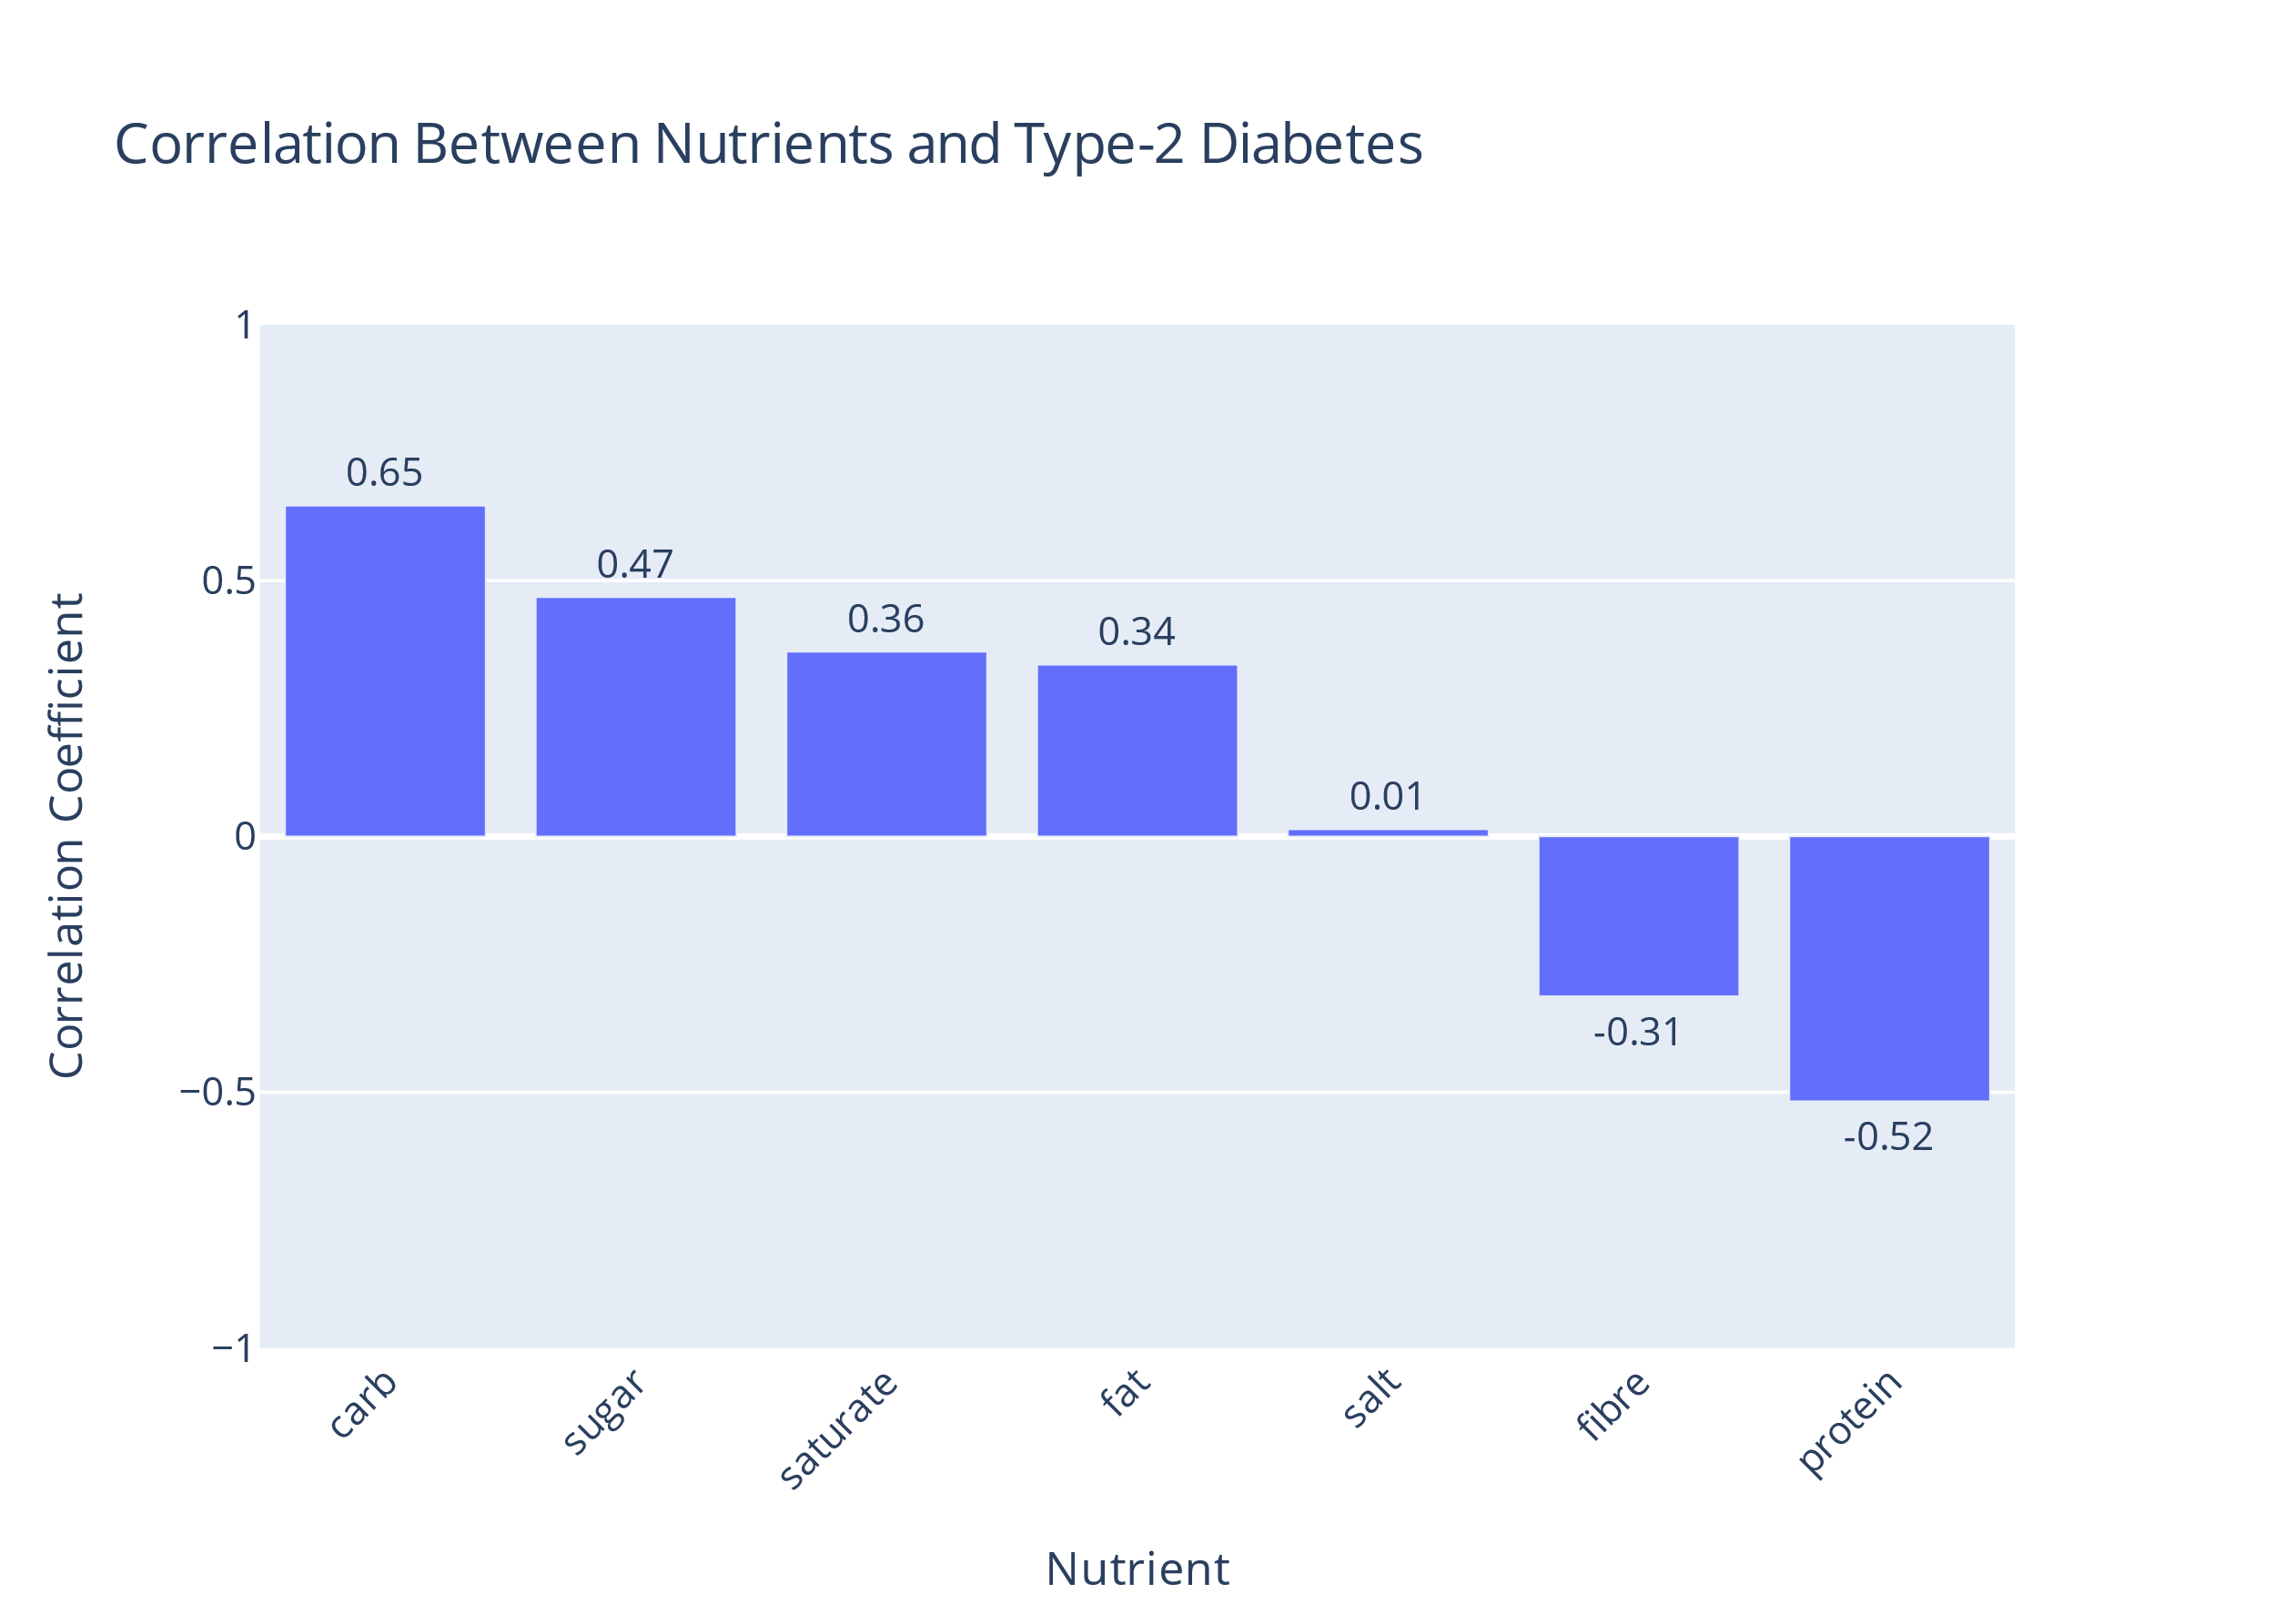 Correlation Between Nutrients and Type-2 Diabetes
Correlation Coefficient
1
0.5
0
−0.5
−1
0.65
0.47
0.36
0.34
0.01
-0.31
-0.52
carb
sugar
saturate
fat
salt
fibre
protein
Nutrient